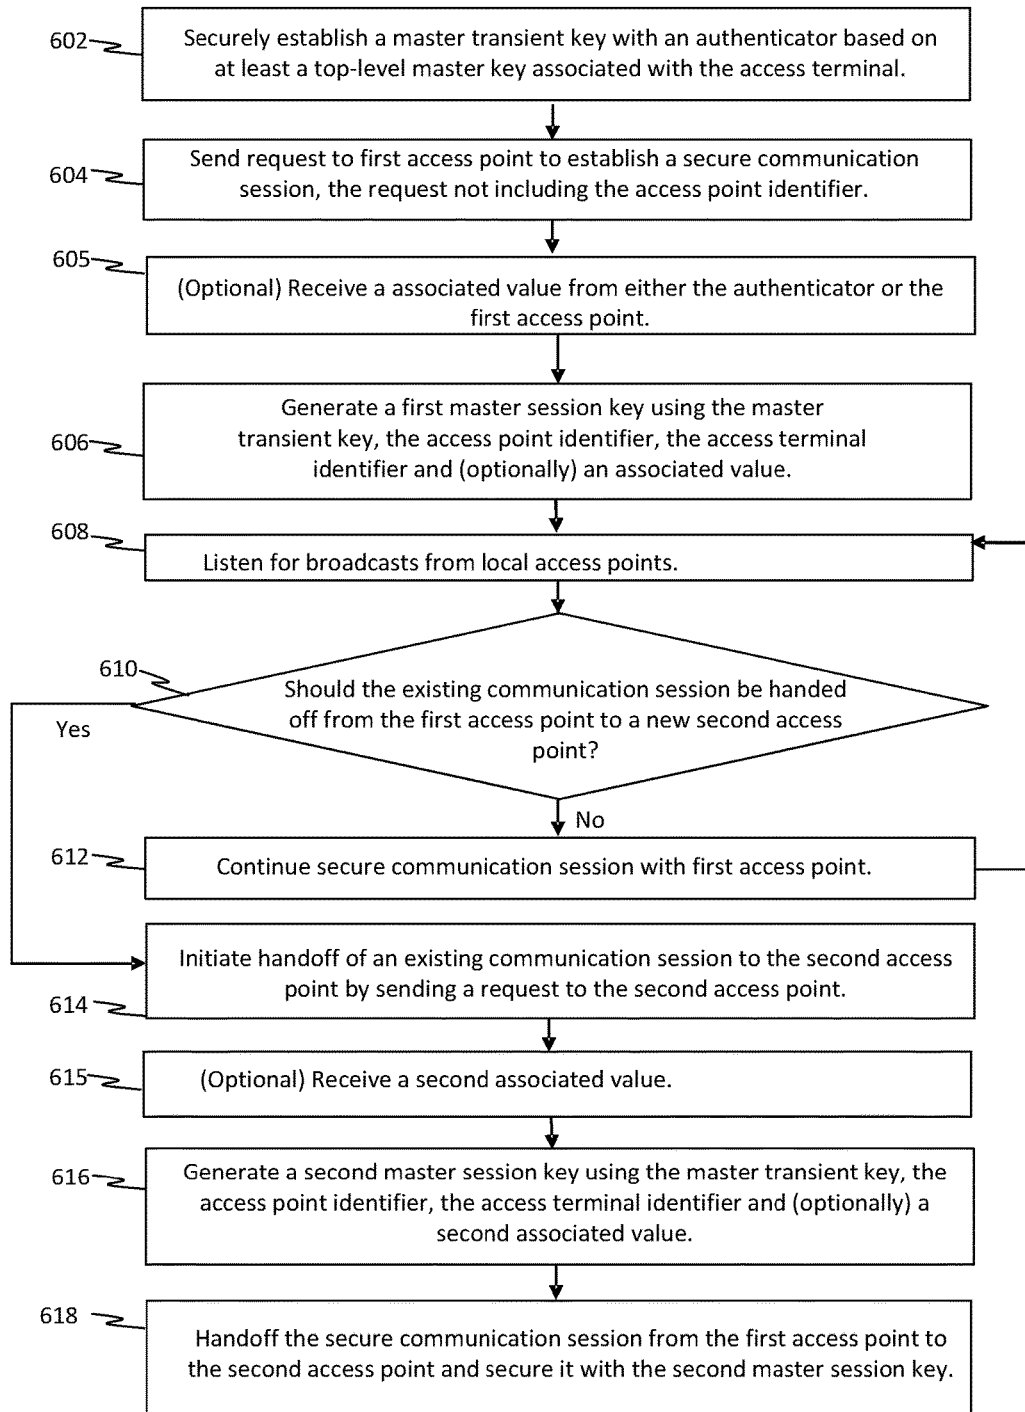 602
Securely establish a master transient key with an authenticator based on
at least a top-level master key associated with the access terminal.
604
Send request to first access point to establish a secure communication
session, the request not including the access point identifier.
605
(Optional) Receive a associated value from either the authenticator or the
first access point.
606
Generate a first master session key using the master
transient key, the access point identifier, the access terminal
identifier and (optionally) an associated value.
608
Listen for broadcasts from local access points.
610
Should the existing communication session be handed
off from the first access point to a new second access
point?
Yes
No
612
Continue secure communication session with first access point.
614
Initiate handoff of an existing communication session to the second access
point by sending a request to the second access point.
615
(Optional) Receive a second associated value.
616
Generate a second master session key using the master transient key, the
access point identifier, the access terminal identifier and (optionally) a
second associated value.
618
Handoff the secure communication session from the first access point to
the second access point and secure it with the second master session key.